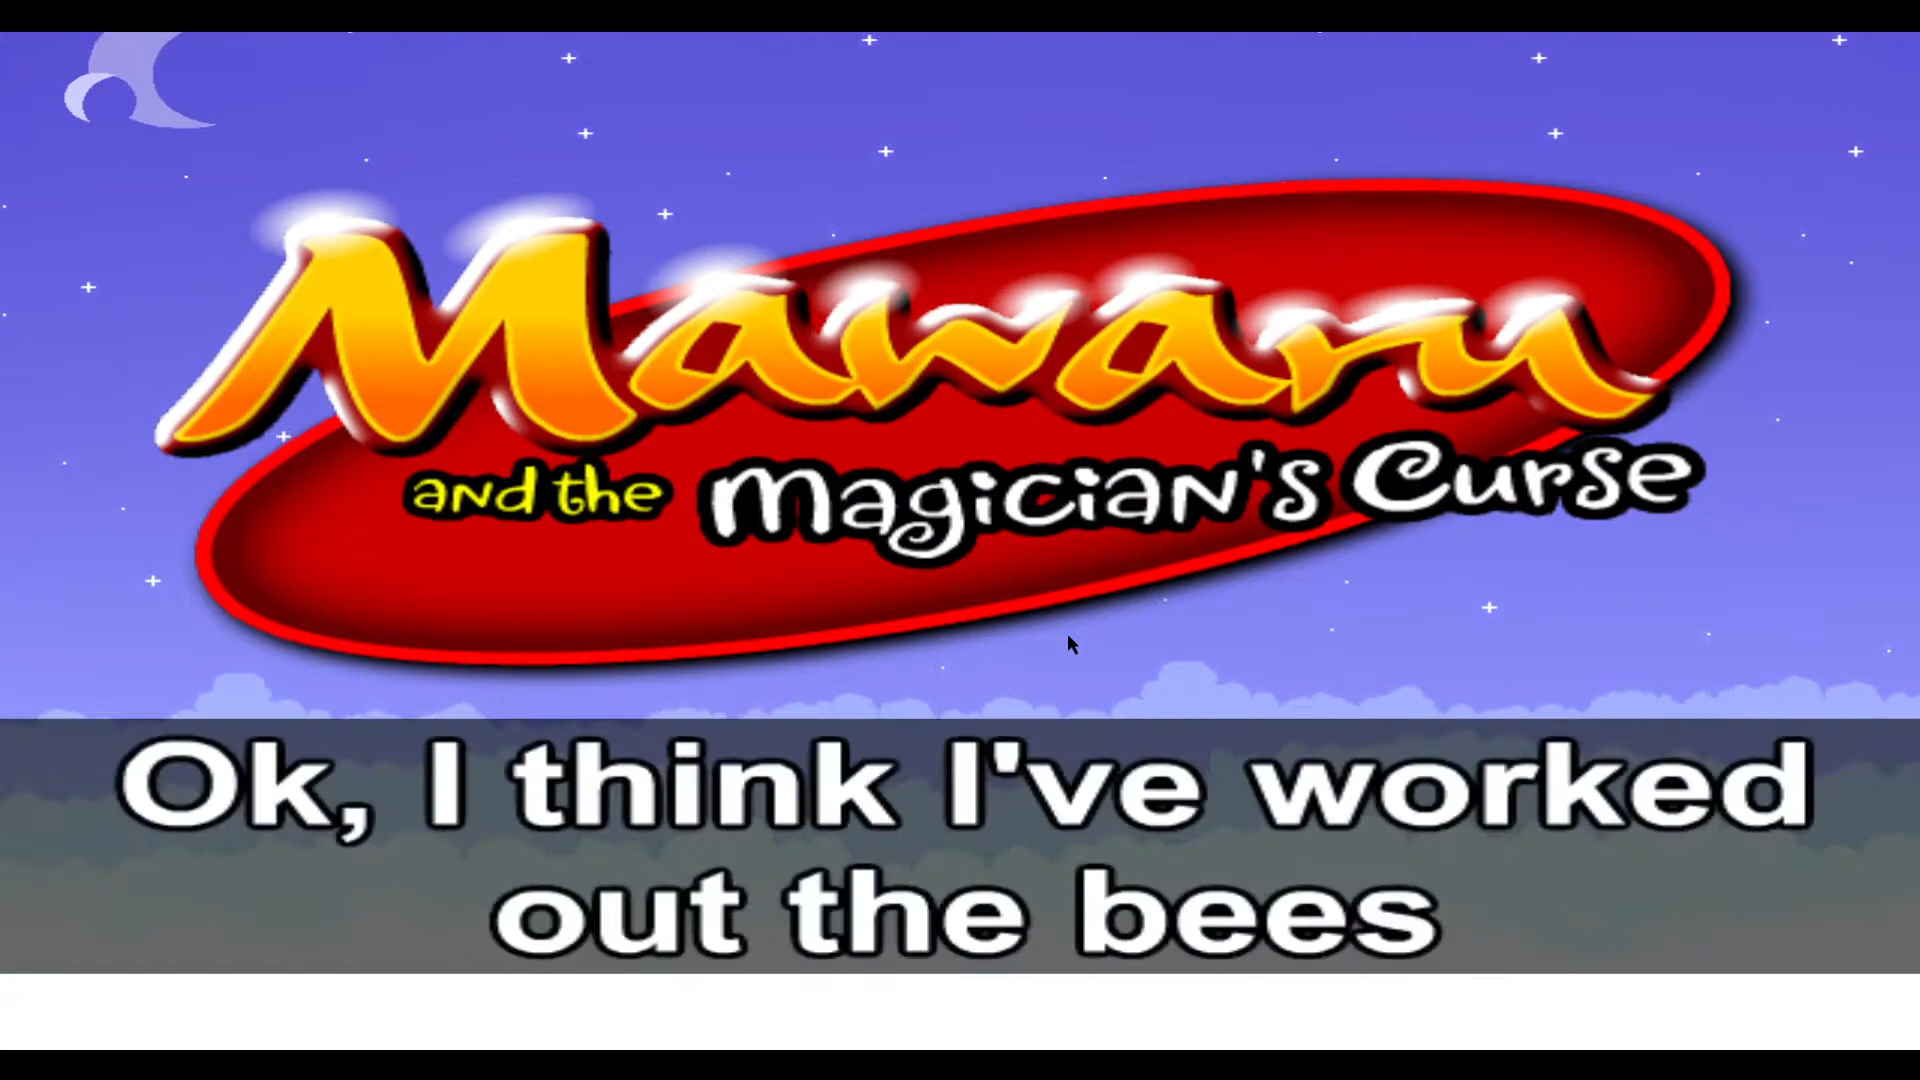 Mawaru
and the Magician's Curse
Ok, I think I've worked
out the bees